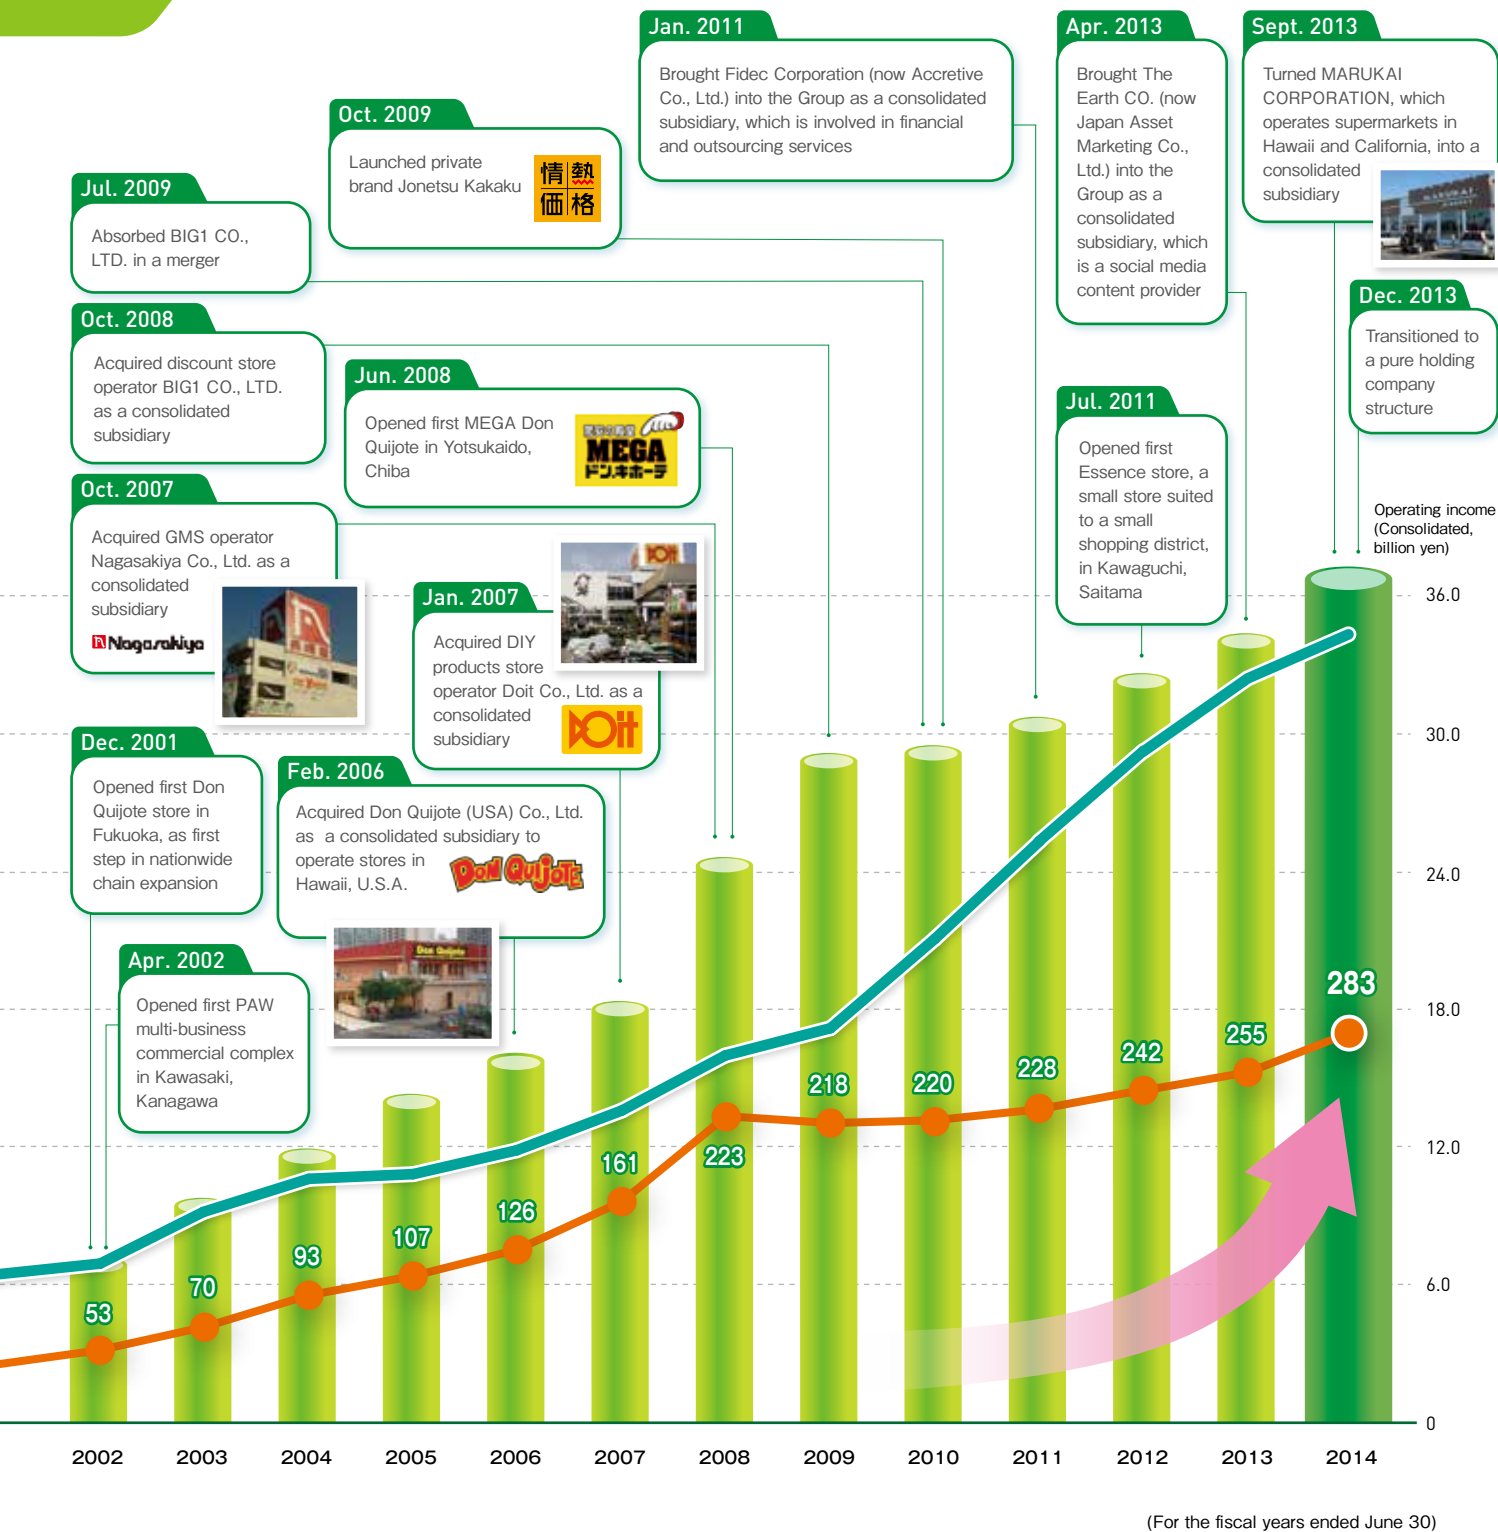 Jan. 2011
Brought Fidec Corporation (now Accretive
Co., Ltd.) into the Group as a consolidated
subsidiary, which is involved in financial
and outsourcing services
Apr. 2013
Brought The
Earth CO. (now
Japan Asset
Marketing Co.,
Ltd.) into the
Group as a
consolidated
subsidiary, which
is a social media
content provider
Sept. 2013
Turned MARUKAI
CORPORATION, which
operates supermarkets in
Hawaii and California, into a
consolidated
subsidiary
MARUKAI
Oct. 2009
Launched private
brand Jonetsu Kakaku
情熱
価格
Jul. 2009
Absorbed BIG1 CO.,
LTD. in a merger
Dec. 2013
Transitioned to
a pure holding
company
structure
Oct. 2008
Acquired discount store
operator BIG1 CO., LTD.
as a consolidated
subsidiary
Jun. 2008
Opened first MEGA Don
Quijote in Yotsukaido,
Chiba
MEGA
ドン.キホーテ
Jul. 2011
Opened first
Essence store, a
small store suited
to a small
shopping district,
in Kawaguchi,
Saitama
Oct. 2007
Acquired GMS operator
Nagasakiya Co., Ltd. as a
consolidated
subsidiary
Nagasakiya
Jan. 2007
Acquired DIY
products store
operator Doit Co., Ltd. as a
consolidated
subsidiary
Doit
Dec. 2001
Opened first Don
Quijote store in
Fukuoka, as first
step in nationwide
chain expansion
Feb. 2006
Acquired Don Quijote (USA) Co., Ltd.
as a consolidated subsidiary to
operate stores in
Hawaii, U.S.A.
Don Quijote
Don Quijote
Apr. 2002
Opened first PAW
multi-business
commercial complex
in Kawasaki,
Kanagawa
Operating income
(Consolidated,
billion yen)
36.0
30.0
24.0
18.0
12.0
6.0
0
53
70
93
107
126
161
223
218
220
228
242
255
283
2002 2003 2004 2005 2006 2007 2008 2009 2010 2011 2012 2013 2014
(For the fiscal years ended June 30)